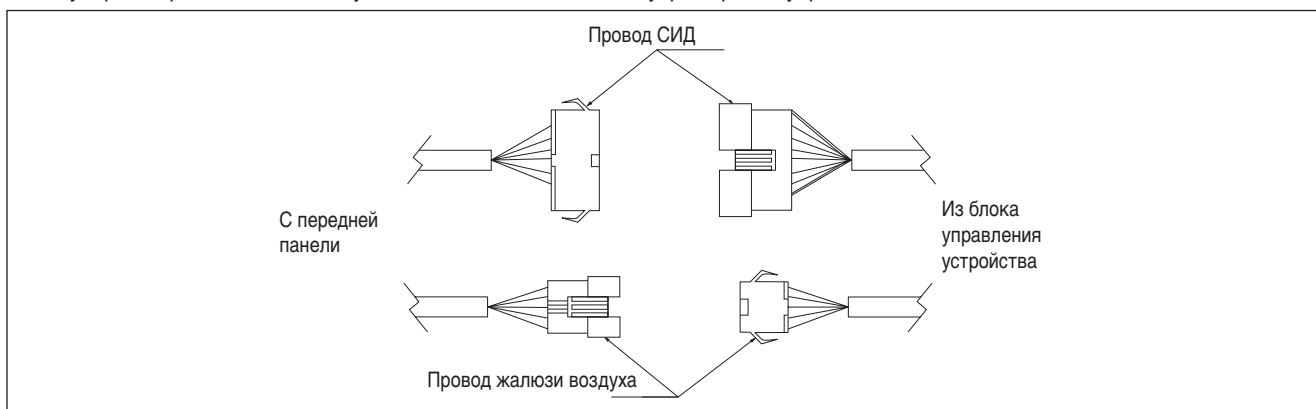 Провод СИД
С передней
панели
Из блока
управления
устройства
Провод жалюзи воздуха